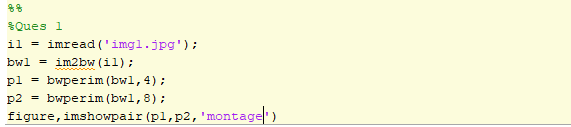 %%
%Ques 1
i1 = imread('img1.jpg');
bw1 = im2bw(i1);
p1 = bwperim(bw1,4);
p2 = bwperim(bw1,8);
figure,imshowpair(p1,p2,'montage')